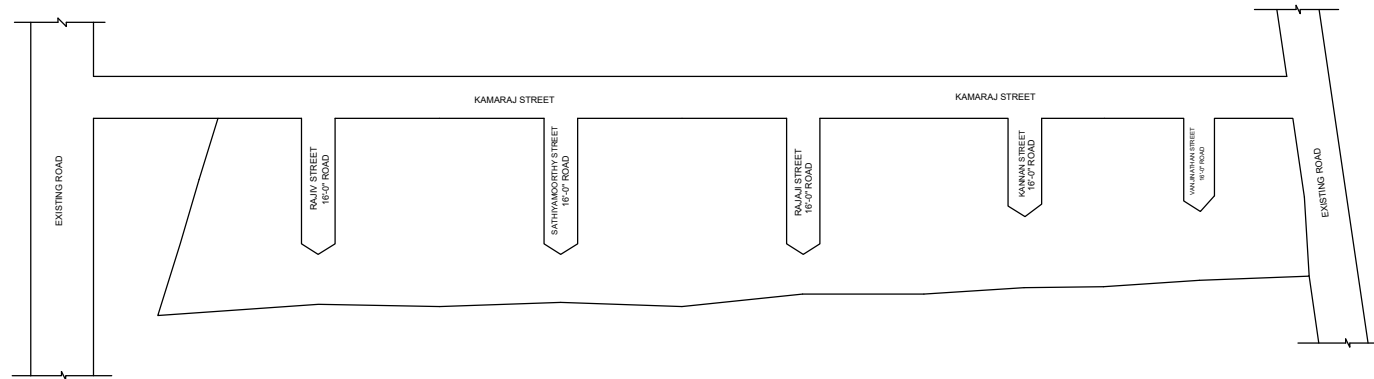 KAMARAJ STREET
KAMARAJ STREET
EXISTING ROAD
RAJIV STREET
16'-0" ROAD
SATHIYAMOORTHY STREET
16'-0" ROAD
RAJAJI STREET
16'-0" ROAD
KANNAN STREET
16'-0" ROAD
VANJINATHAN STREET
16'-0" ROAD
EXISTING ROAD